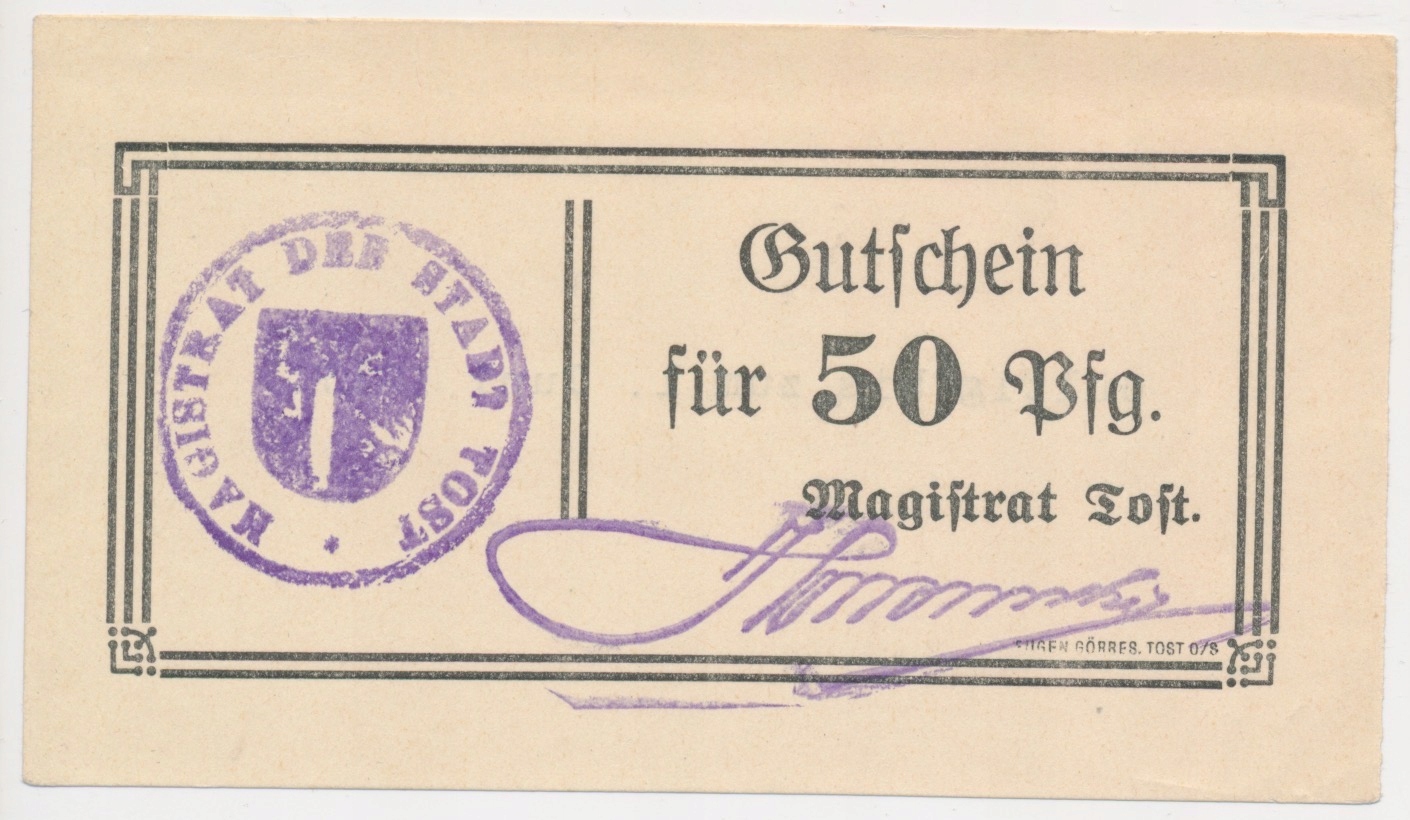 MAGISTRAT DER STADT TOST *
Gutschein
für 50 Pfg.
Magistrat Tost.
EUGEN GÖRRES. TOST O/S